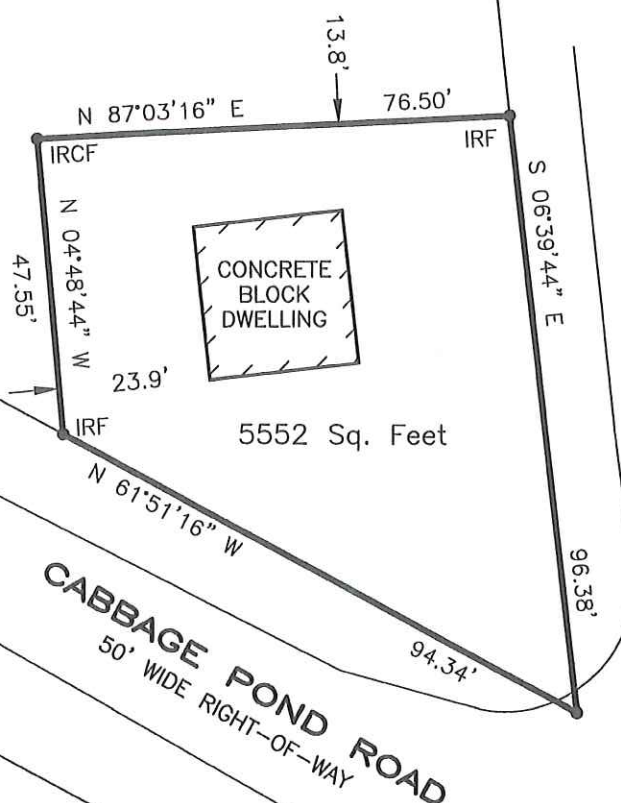 13.8'
N 87°03'16" E
76.50'
IRCF
IRF
S 06°39'44" E
N 04°48'44" W
47.55'
CONCRETE
BLOCK
DWELLING
23.9'
IRF
5552 Sq. Feet
N 61°51'16" W
96.38'
94.34'
CABBAGE POND ROAD
50' WIDE RIGHT-OF-WAY